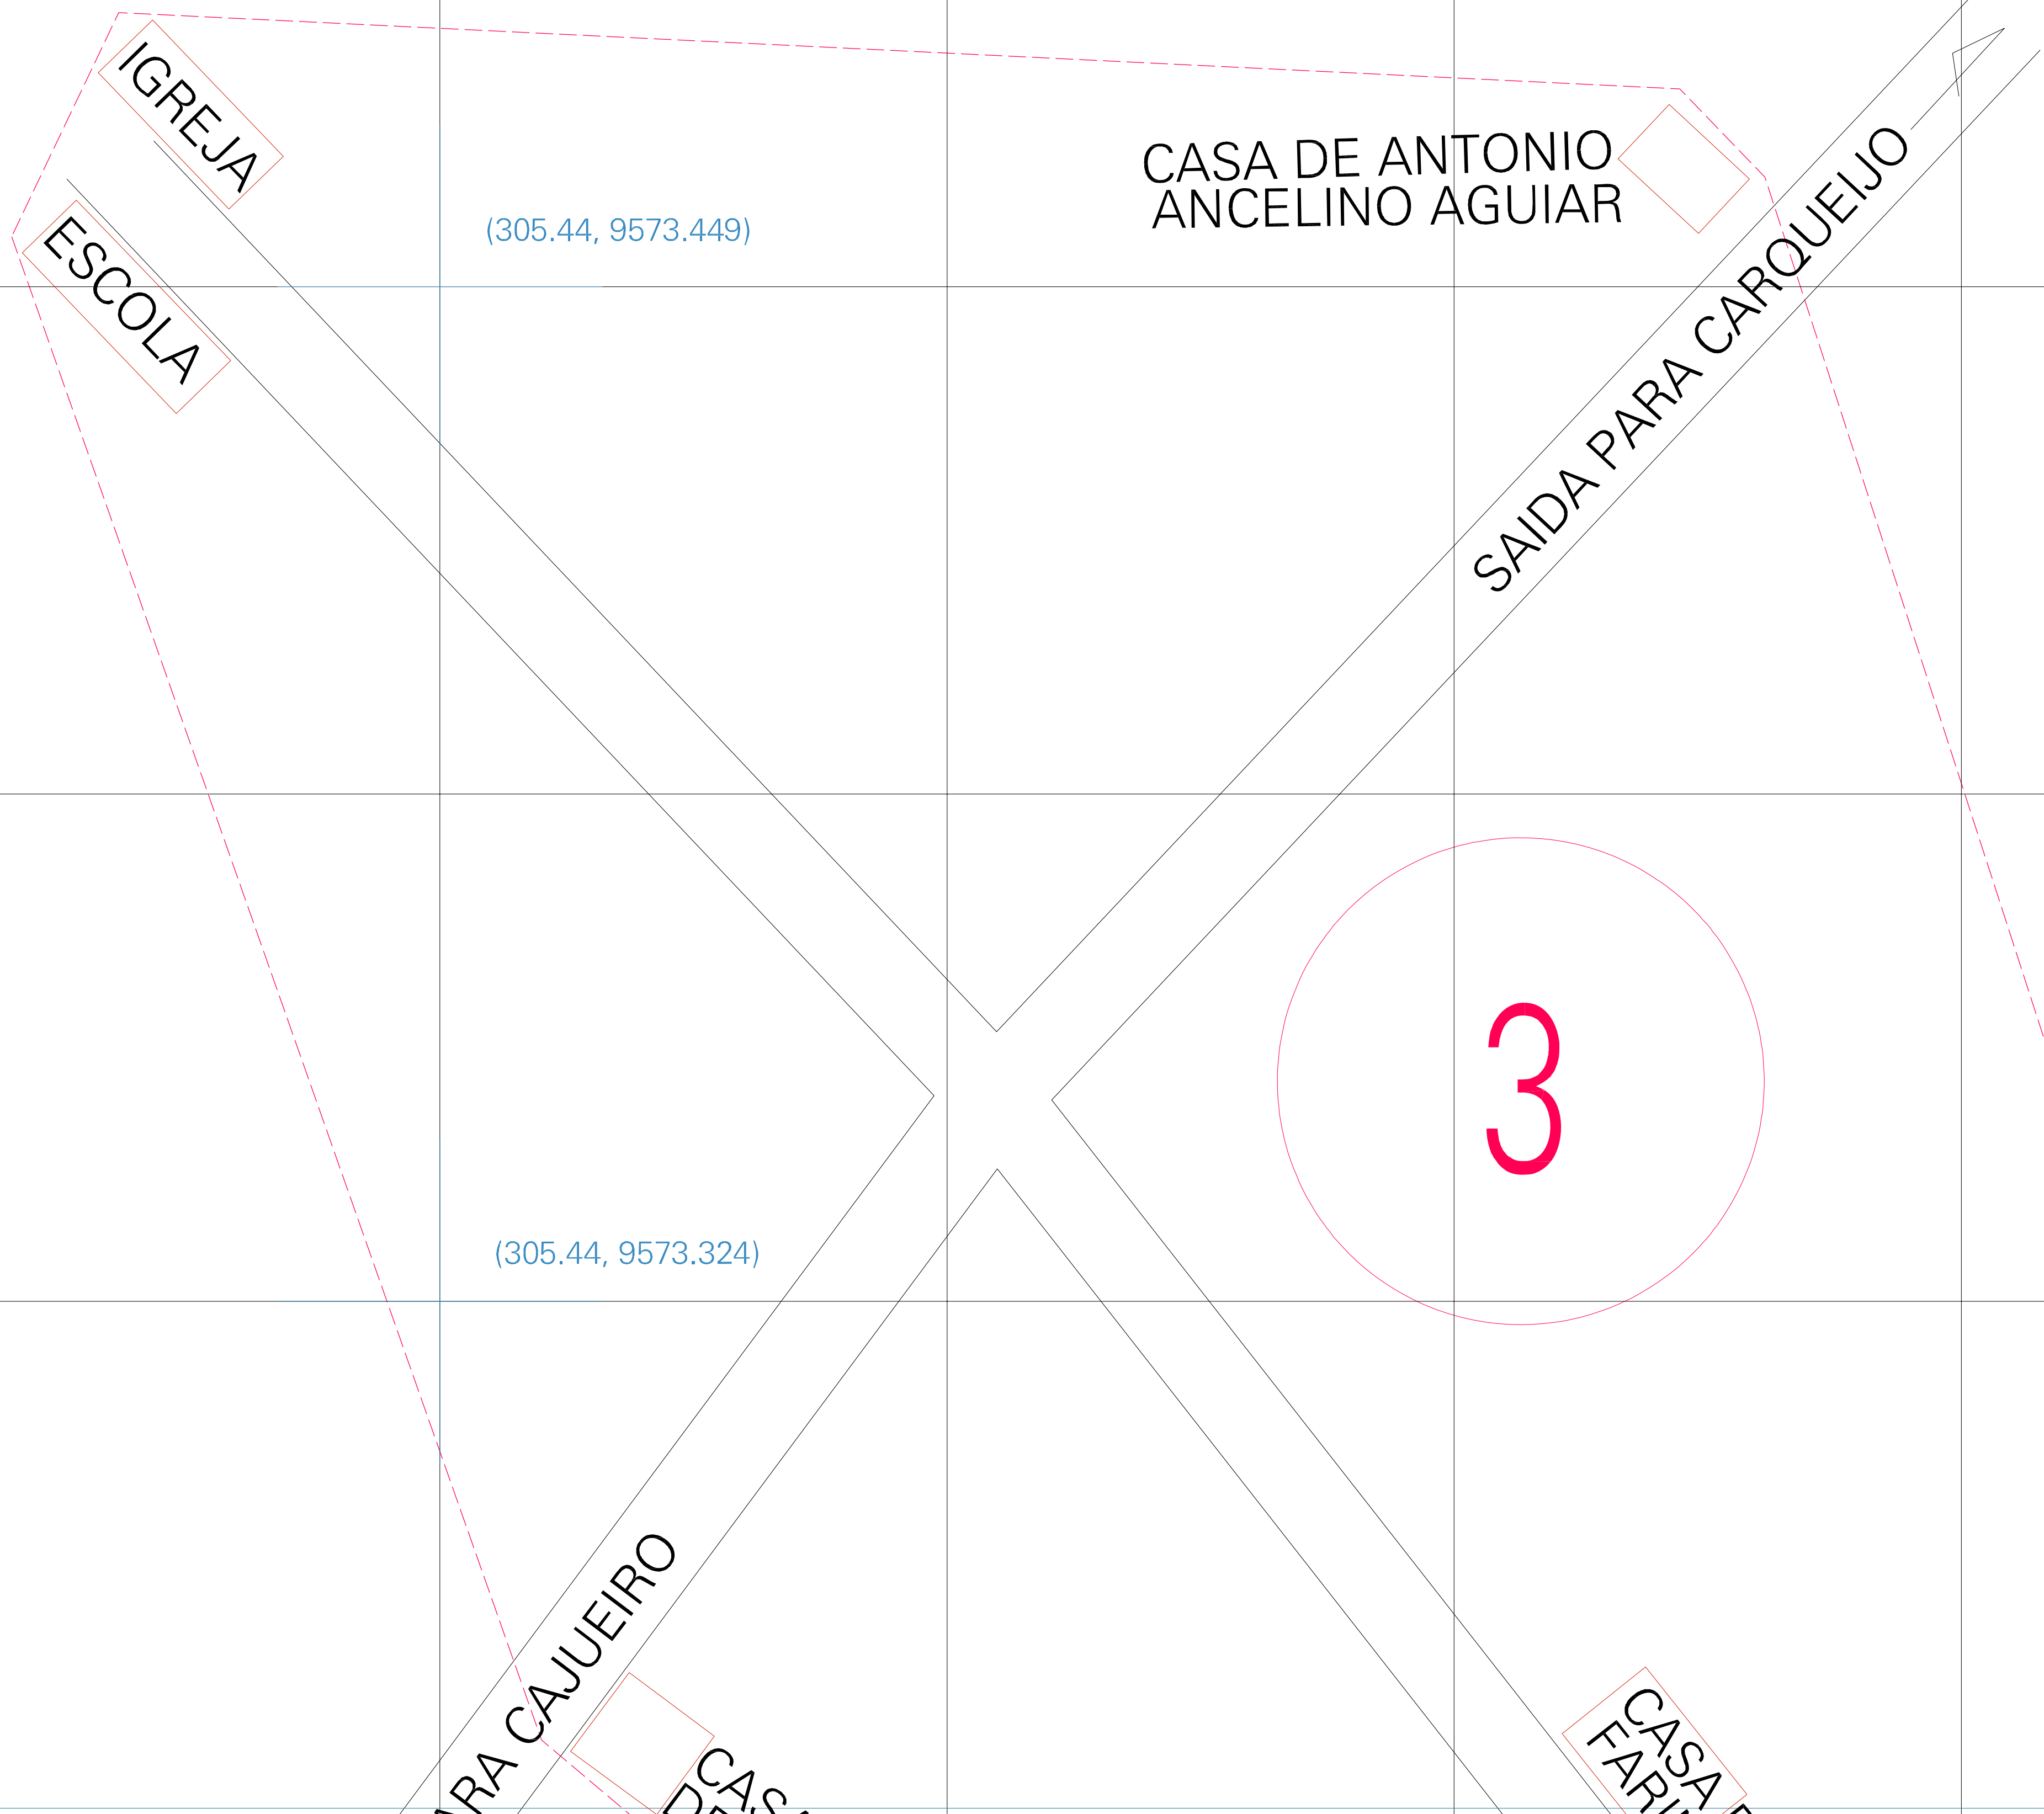 IGREJA
CASA DE ANTONIO
ANCELINO AGUIAR
ESCOLA
(305.44, 9573.449)
SAIDA PARA CARQUEIJO
3
(305.44, 9573.324)
CAJUEIRO
CASA